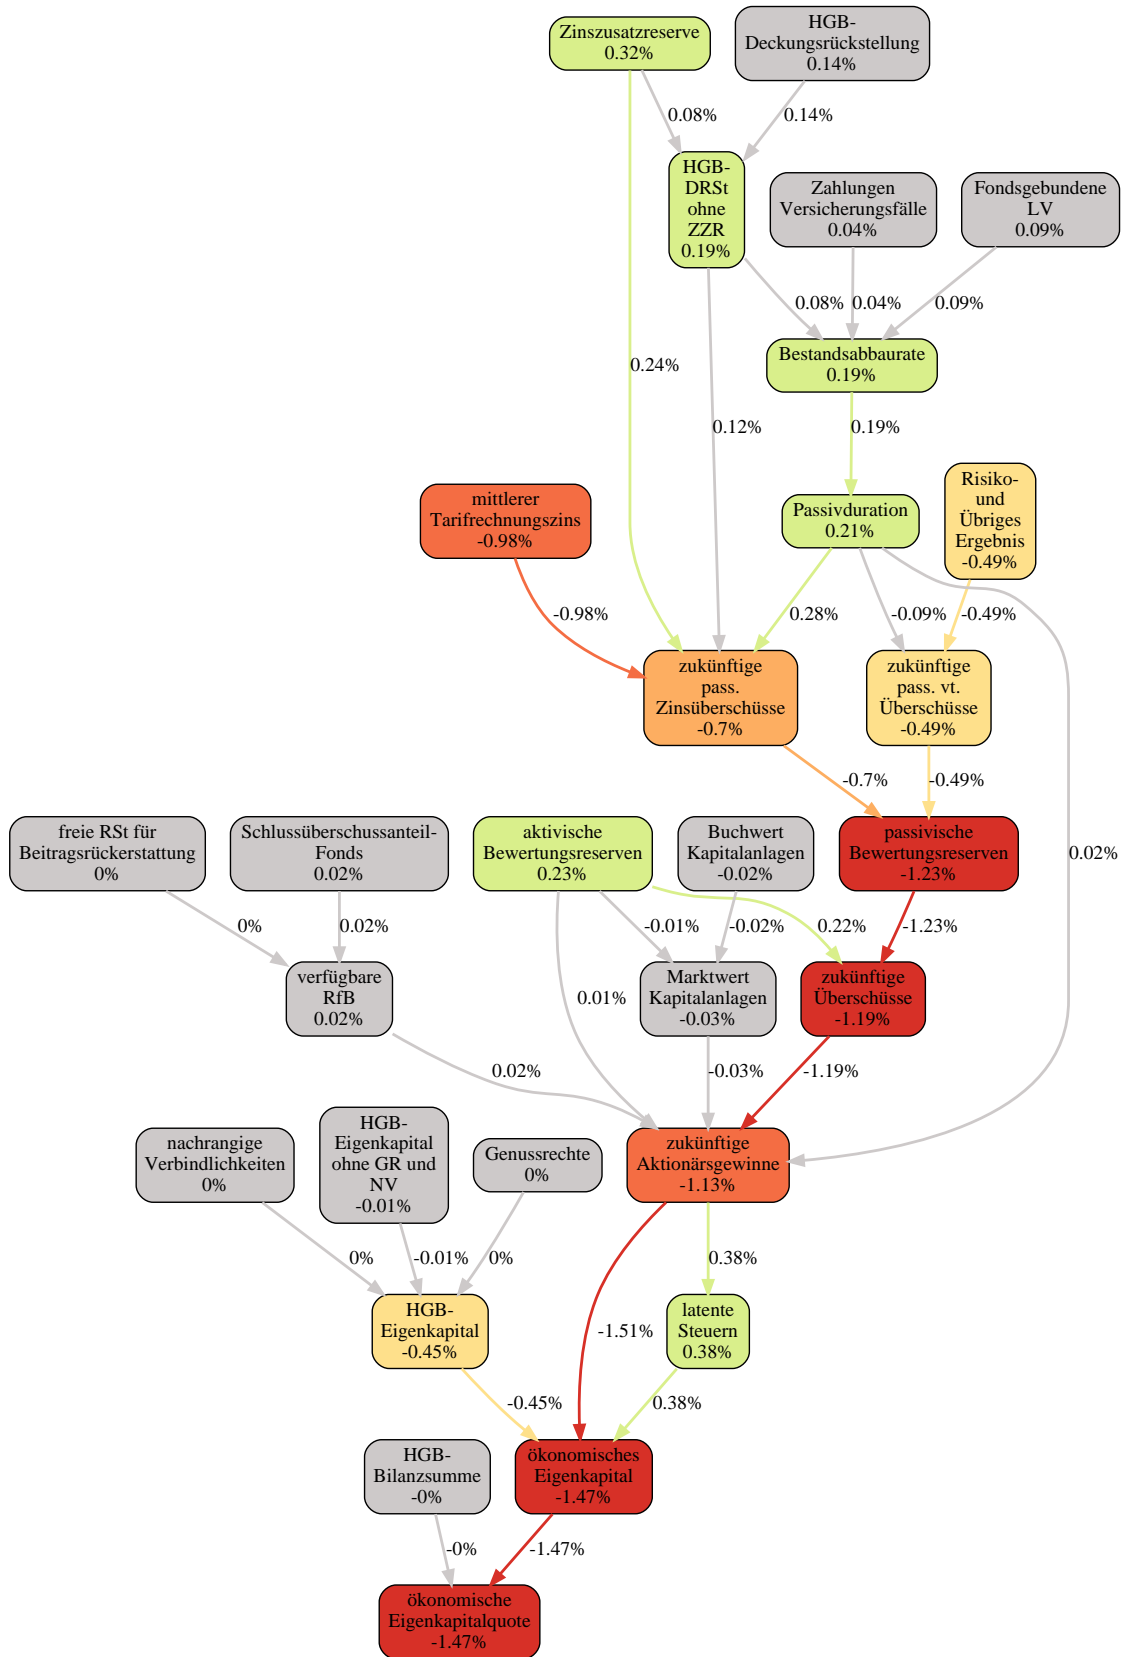 Zinszusatzreserve
0.32%
HGB-
Deckungsrückstellung
0.14%
0.08%
0.14%
HGB-
DRSt
ohne
ZZR
0.19%
Zahlungen
Versicherungsfälle
0.04%
Fondsgebundene
LV
0.09%
0.08%
0.04%
0.09%
Bestandsabbaurate
0.19%
0.24%
0.12%
0.19%
mittlerer
Tarifrechnungszins
-0.98%
Passivduration
0.21%
Risiko-
und
Übriges
Ergebnis
-0.49%
-0.98%
0.28%
-0.09%
-0.49%
zukünftige
pass.
Zinsüberschüsse
-0.7%
zukünftige
pass. vt.
Überschüsse
-0.49%
-0.7%
-0.49%
freie RSt für
Beitragsrückerstattung
0%
Schlussüberschussanteil-
Fonds
0.02%
aktivische
Bewertungsreserven
0.23%
Buchwert
Kapitalanlagen
-0.02%
passivische
Bewertungsreserven
-1.23%
0.02%
0%
0.02%
-0.01%
-0.02%
0.22%
-1.23%
verfügbare
RfB
0.02%
0.01%
Marktwert
Kapitalanlagen
-0.03%
zukünftige
Überschüsse
-1.19%
0.02%
-0.03%
-1.19%
nachrangige
Verbindlichkeiten
0%
HGB-
Eigenkapital
ohne GR und
NV
-0.01%
Genussrechte
0%
zukünftige
Aktionärsgewinne
-1.13%
0%
-0.01%
0%
0.38%
HGB-
Eigenkapital
-0.45%
-1.51%
latente
Steuern
0.38%
-0.45%
0.38%
HGB-
Bilanzsumme
-0%
ökonomisches
Eigenkapital
-1.47%
-0%
-1.47%
ökonomische
Eigenkapitalquote
-1.47%